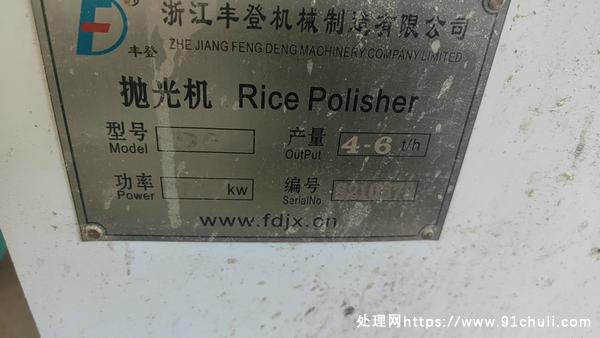 浙江丰登机械制造有限公司
丰登 ZHE JIANG FENG DENG MACHINERY COMPANY LIMITED
抛光机 Rice Polisher
型号 产量 4-6 t/h
Model OutPut
功率 kw 编号
Power SerialNo
www.fdjx.cn
处理网https://www.91chuli.com/